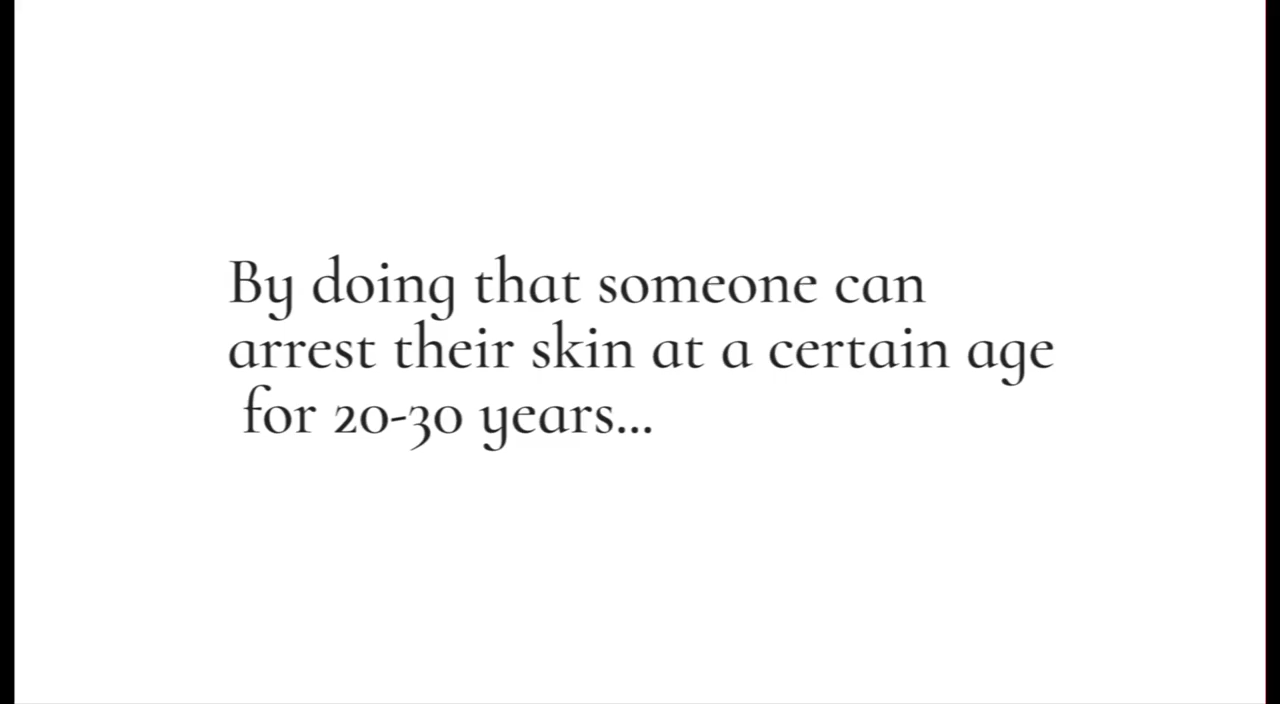 By doing that someone can
arrest their skin at a certain age
for 20-30 years...